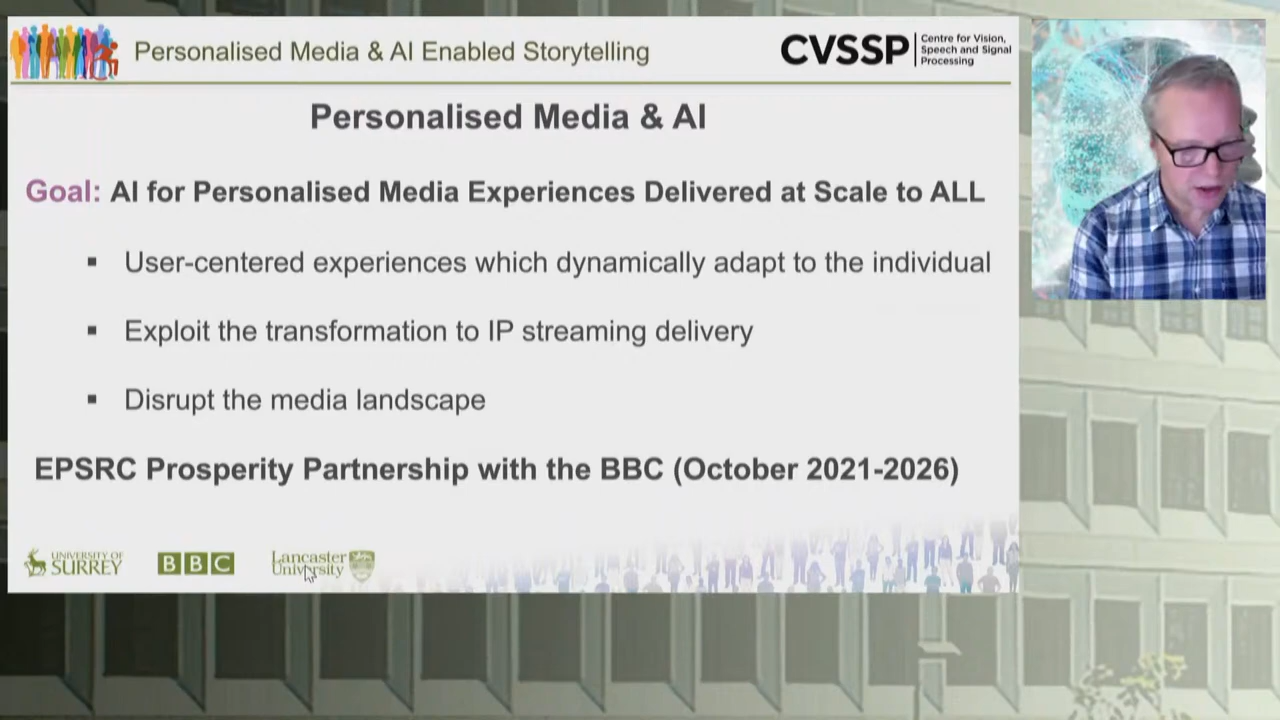 Personalised Media & AI Enabled Storytelling
CVSSP
Centre for Vision,
Speech and Signal
Processing
Personalised Media & AI
Goal: AI for Personalised Media Experiences Delivered at Scale to ALL
▪ User-centered experiences which dynamically adapt to the individual
▪ Exploit the transformation to IP streaming delivery
▪ Disrupt the media landscape
EPSRC Prosperity Partnership with the BBC (October 2021-2026)
UNIVERSITY OF
SURREY
BBC
Lancaster
University